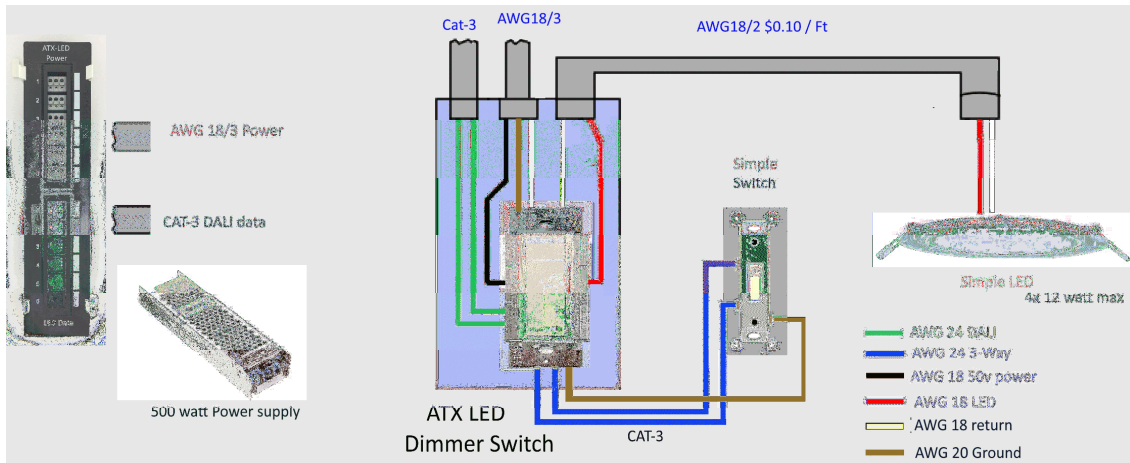 ATX-LED
Power
1
2
AWG 18/3 Power
CAT-3 DALI data
500 watt Power supply
Cat-3
AWG18/3
AWG18/2 $0.10 / Ft
Simple
Switch
ATX LED
Dimmer Switch
CAT-3
Simple LED
4x 12 watt max
AWG 24 DALI
AWG 24 3-Way
AWG 18 50v power
AWG 18 LED
AWG 18 return
AWG 20 Ground